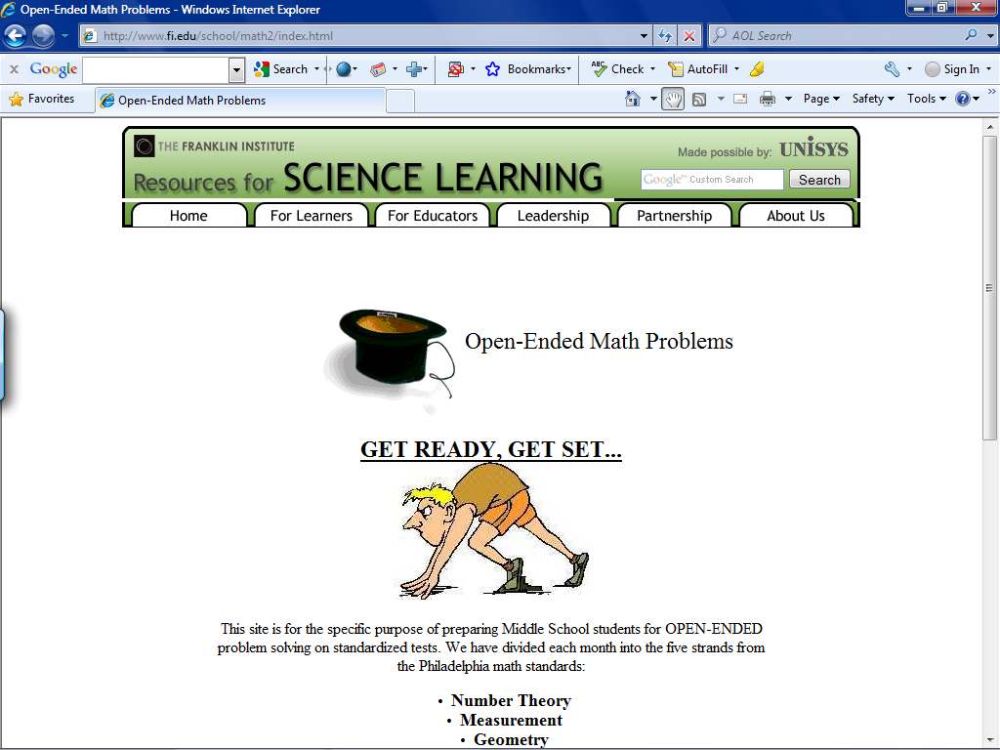 Open-Ended Math Problems - Windows Internet Explorer
http://www.fi.edu/school/math2/index.html
AOL Search
x Google Search Bookmarks Check AutoFill Sign In
ABC
Favorites Open-Ended Math Problems Page Safety Tools »
THE FRANKLIN INSTITUTE
Made possible by: UNISYS
Resources for SCIENCE LEARNING
Google™ Custom Search Search
Home For Learners For Educators Leadership Partnership About Us
Open-Ended Math Problems
GET READY, GET SET...
This site is for the specific purpose of preparing Middle School students for OPEN-ENDED
problem solving on standardized tests. We have divided each month into the five strands from
the Philadelphia math standards:
• Number Theory
• Measurement
• Geometry